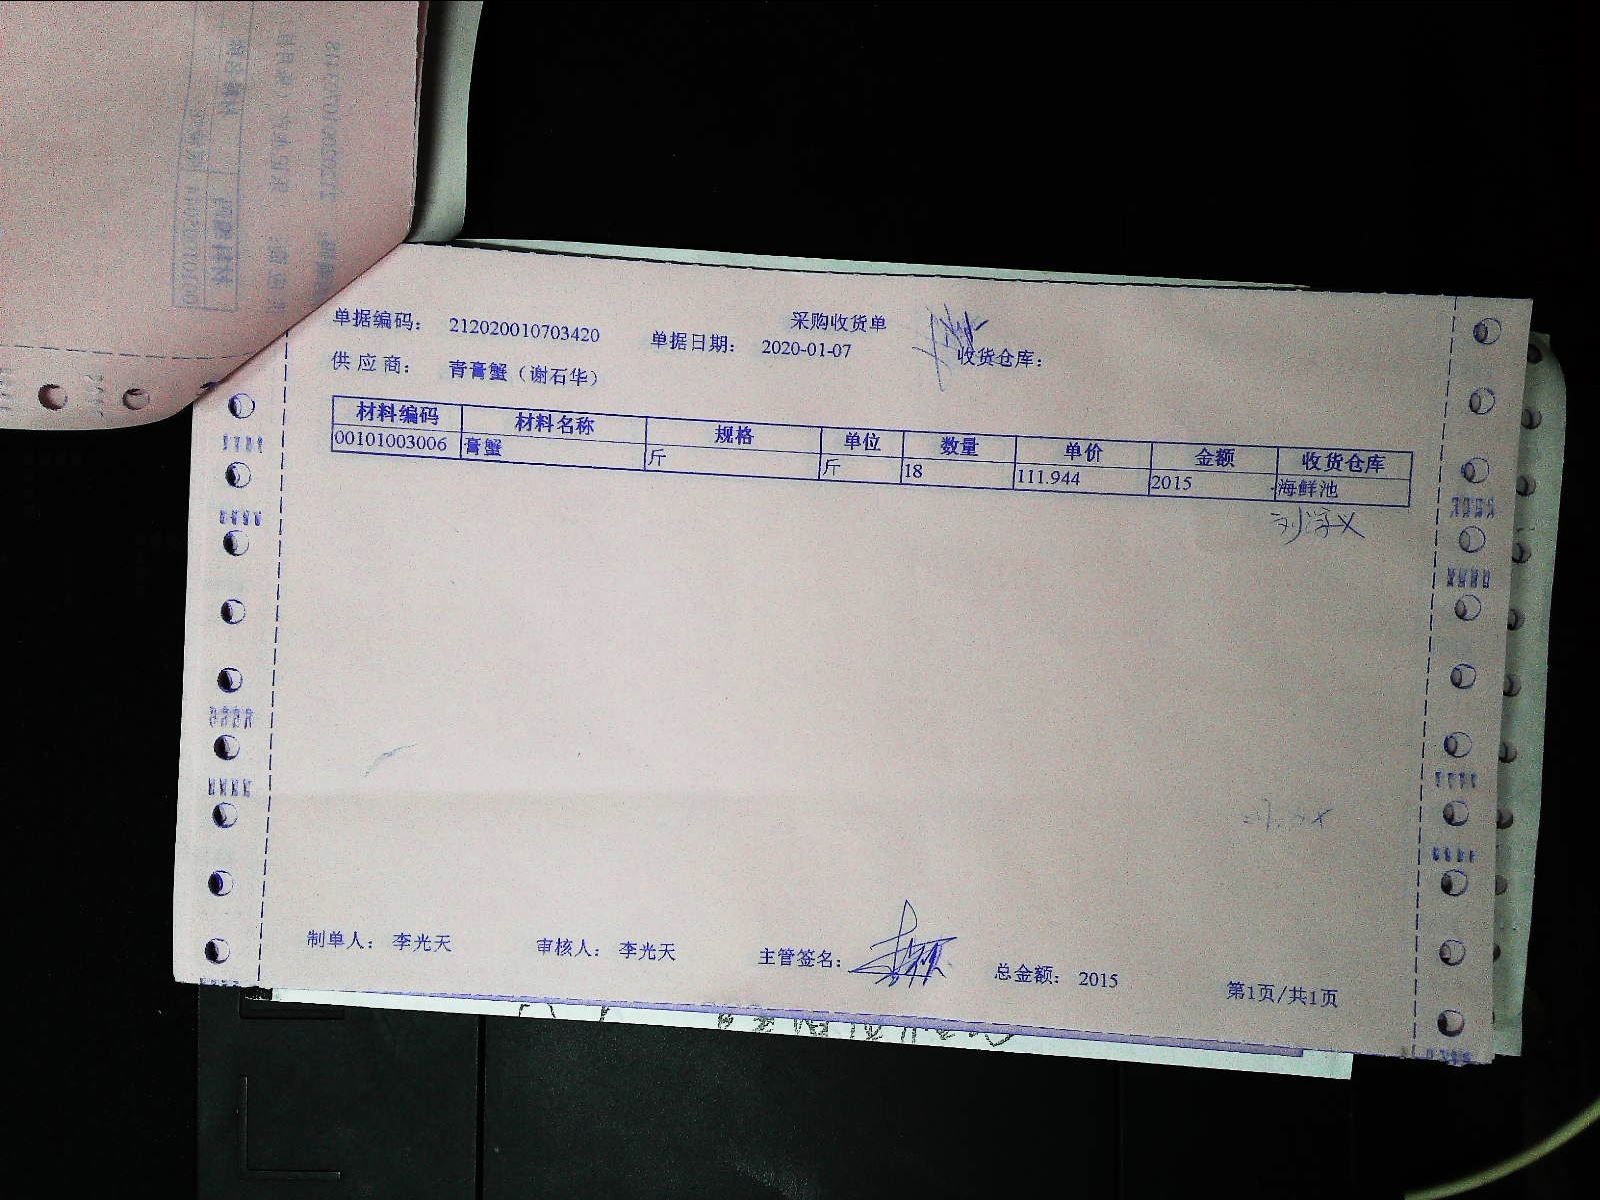 采购收货单
单据编码： 212020010703420 单据日期： 2020-01-07 收货仓库：
供 应 商： 青膏蟹（谢石华）
材料编码 材料名称 规格 单位 数量 单价 金额 收货仓库
00101003006 膏蟹 斤 斤 18 111.944 2015 海鲜池
制单人： 李光天 审核人： 李光天 主管签名： 总金额： 2015 第1页/共1页